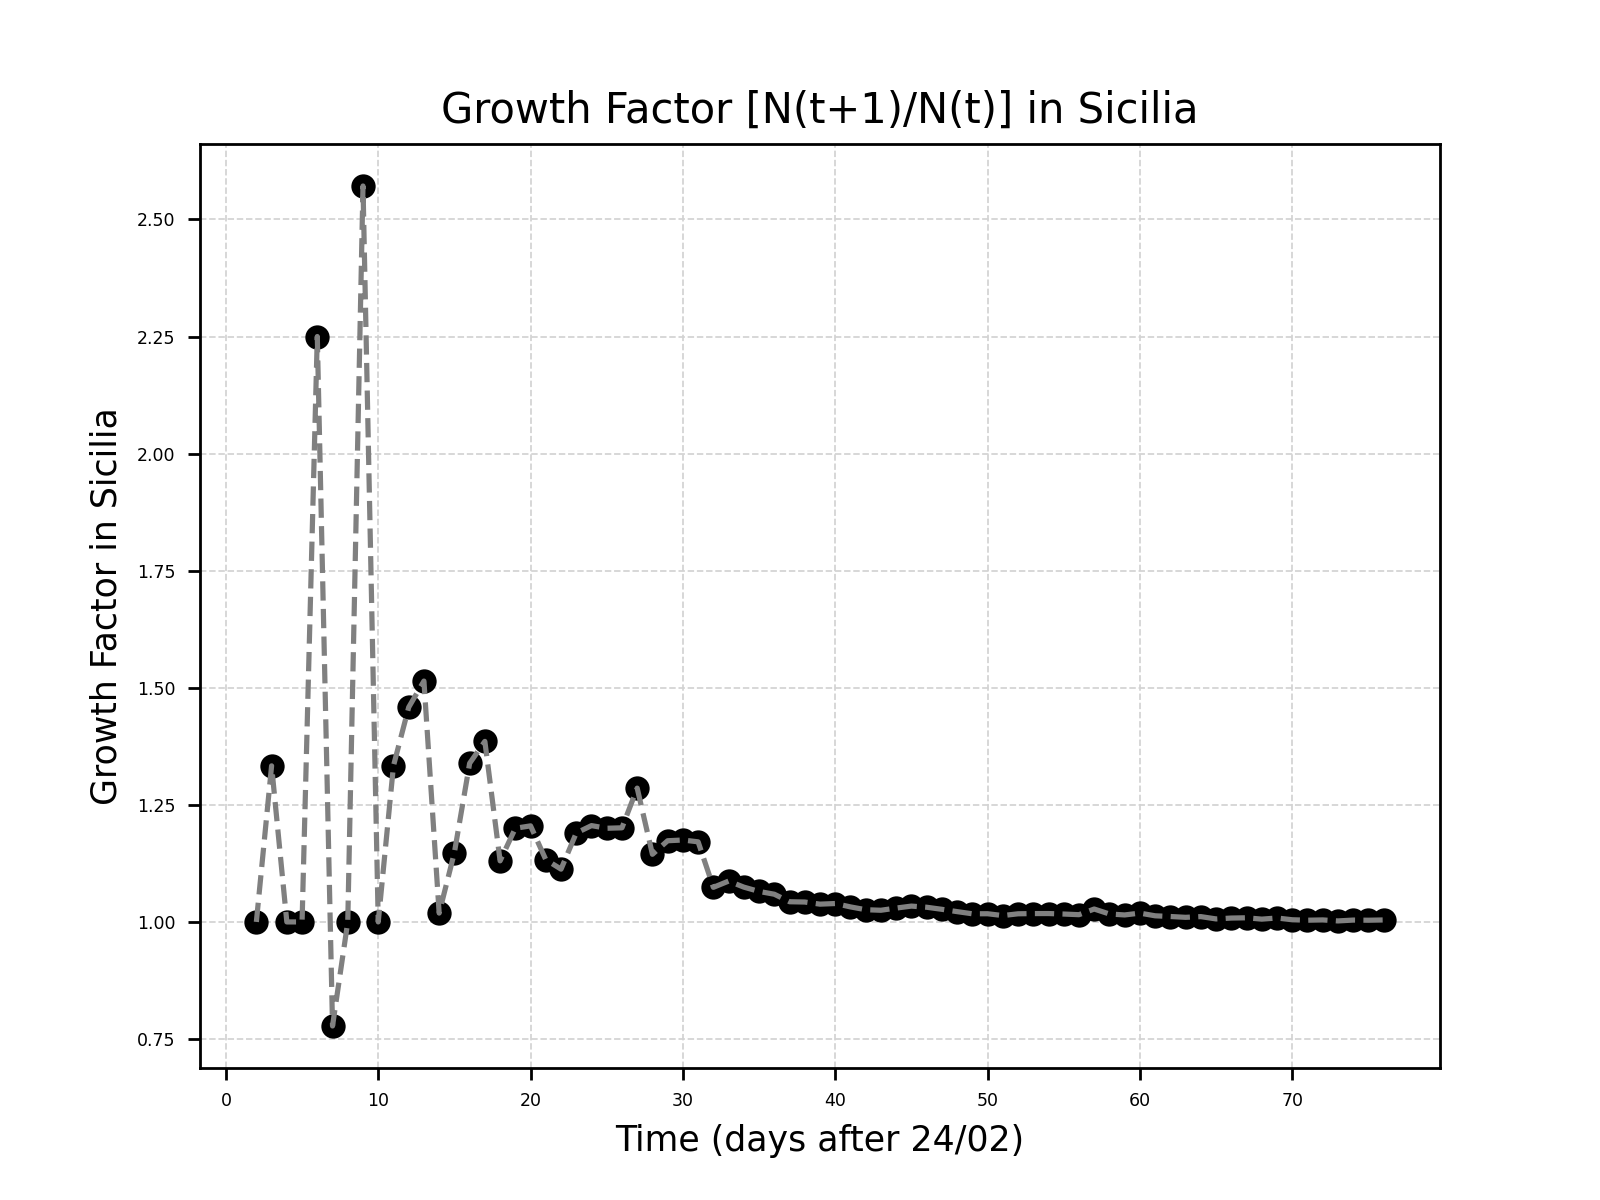 Growth Factor [N(t+1)/N(t)] in Sicilia
Growth Factor in Sicilia
2.50
2.25
2.00
1.75
1.50
1.25
1.00
0.75
0 10 20 30 40 50 60 70
Time (days after 24/02)